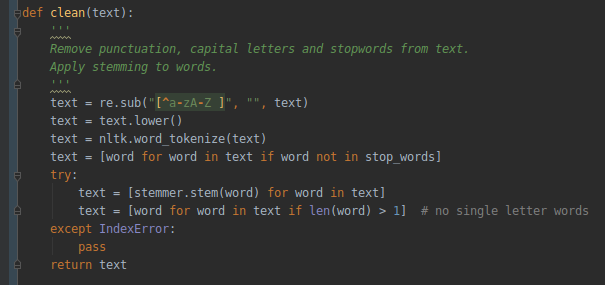 def clean(text):
    '''
    Remove punctuation, capital letters and stopwords from text.
    Apply stemming to words.
    '''
    text = re.sub("[^a-zA-Z ]", "", text)
    text = text.lower()
    text = nltk.word_tokenize(text)
    text = [word for word in text if word not in stop_words]
    try:
        text = [stemmer.stem(word) for word in text]
        text = [word for word in text if len(word) > 1]  # no single letter words
    except IndexError:
        pass
    return text